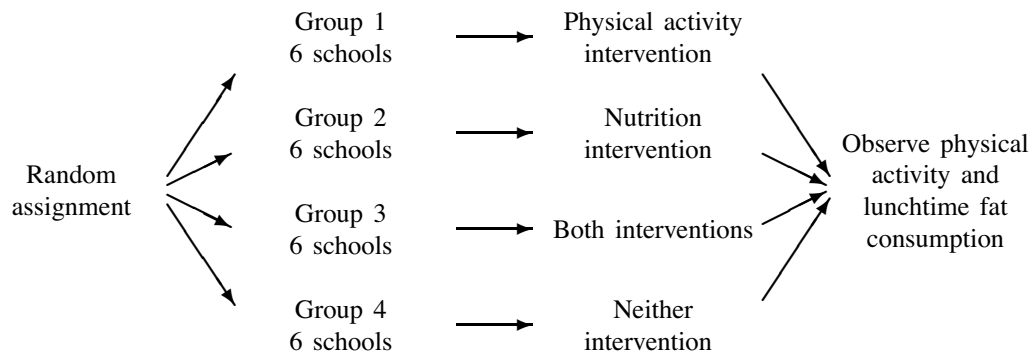 Random
assignment
Group 1
6 schools
Physical activity
intervention
Group 2
6 schools
Nutrition
intervention
Group 3
6 schools
Both interventions
Group 4
6 schools
Neither
intervention
Observe physical
activity and
lunchtime fat
consumption